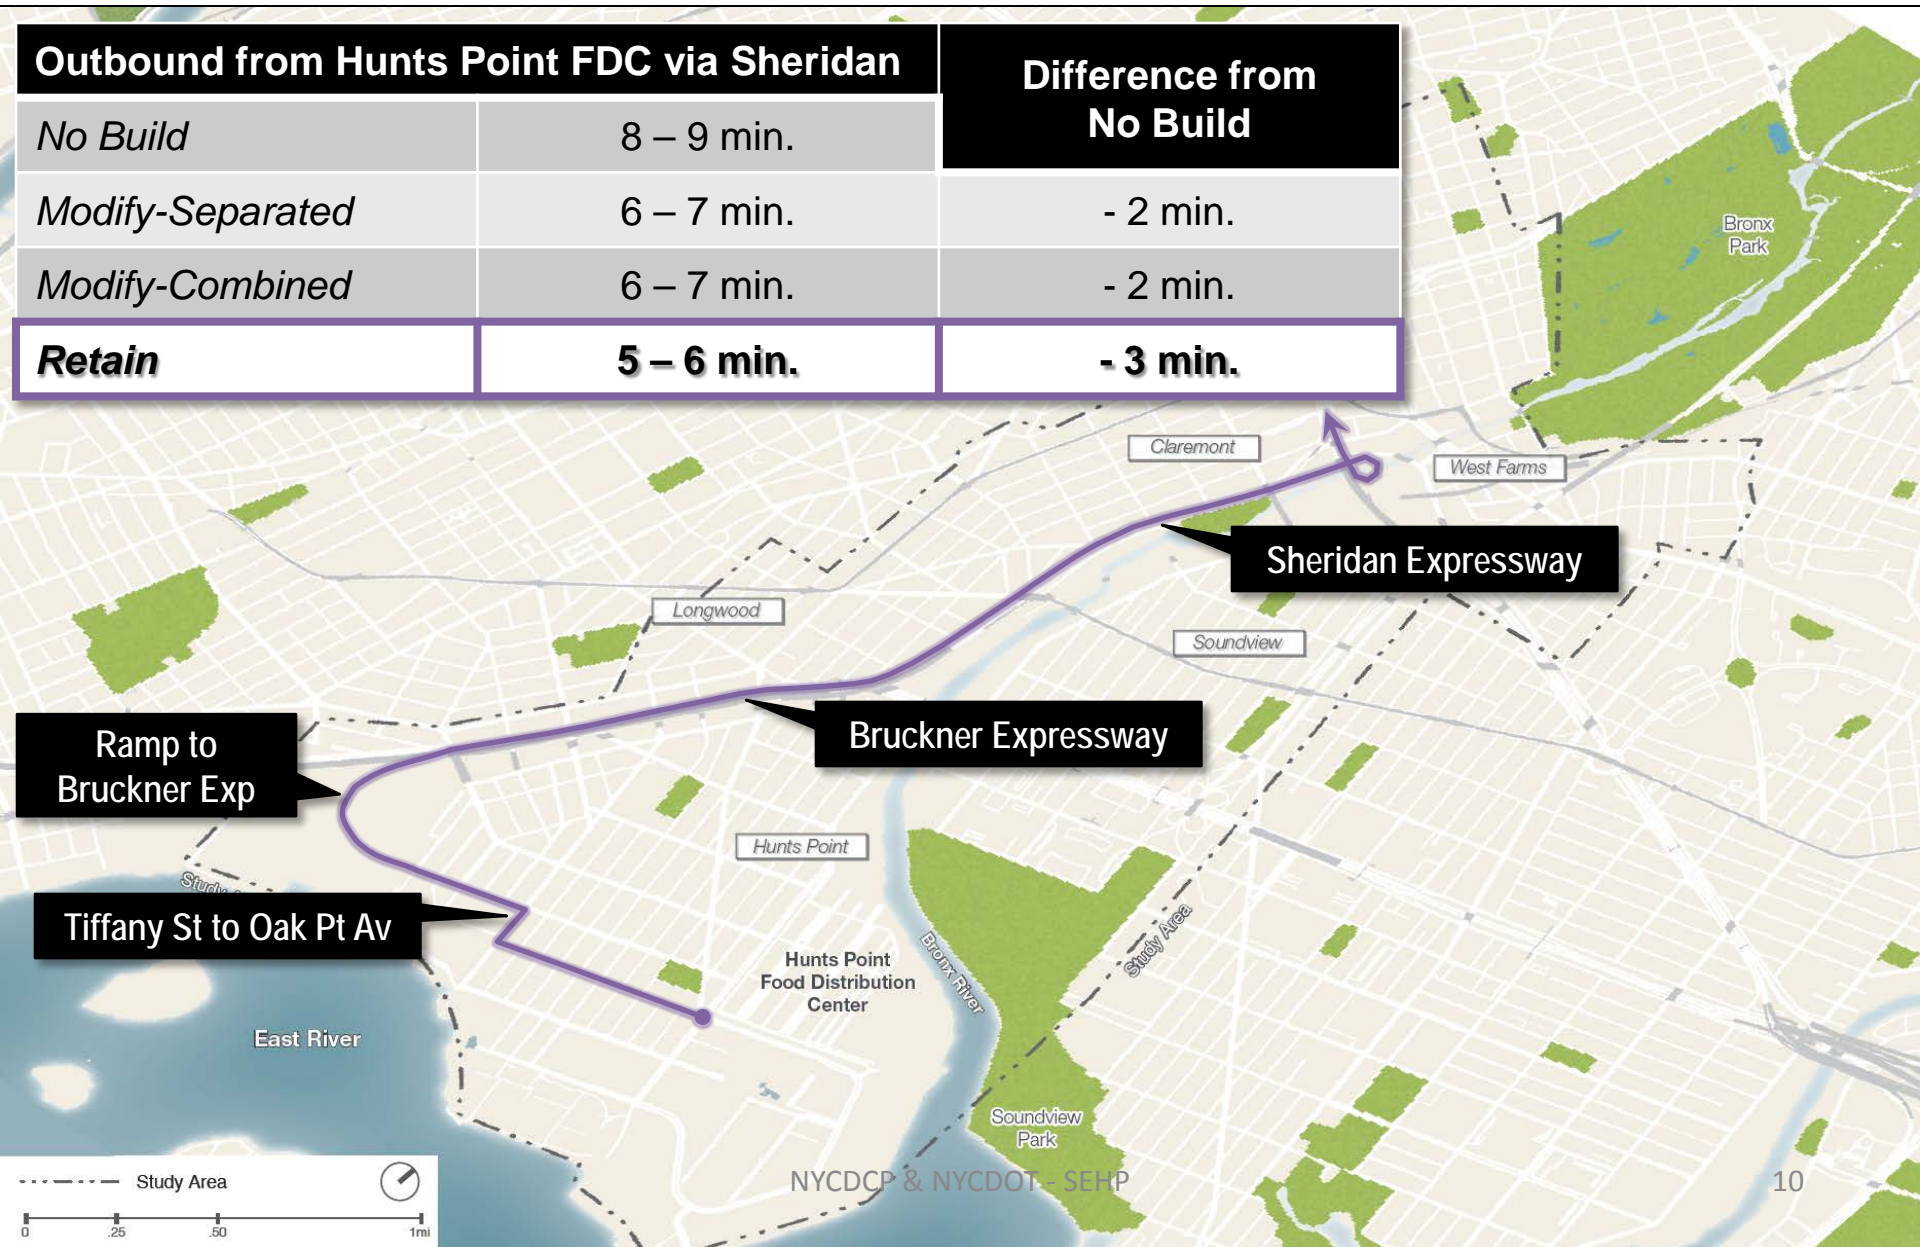 Outbound from Hunts Point FDC via Sheridan
Difference from
No Build
No Build
8 – 9 min.
Modify-Separated
6 – 7 min.
- 2 min.
Modify-Combined
6 – 7 min.
- 2 min.
Retain
5 – 6 min.
- 3 min.
Bronx
Park
Claremont
West Farms
Sheridan Expressway
Longwood
Soundview
Bruckner Expressway
Ramp to
Bruckner Exp
Hunts Point
Study
Tiffany St to Oak Pt Av
Hunts Point
Food Distribution
Center
Bronx River
Study Area
East River
Soundview
Park
Study Area
0 .25 .50 1mi
NYCDCP & NYCDOT - SEHP
10